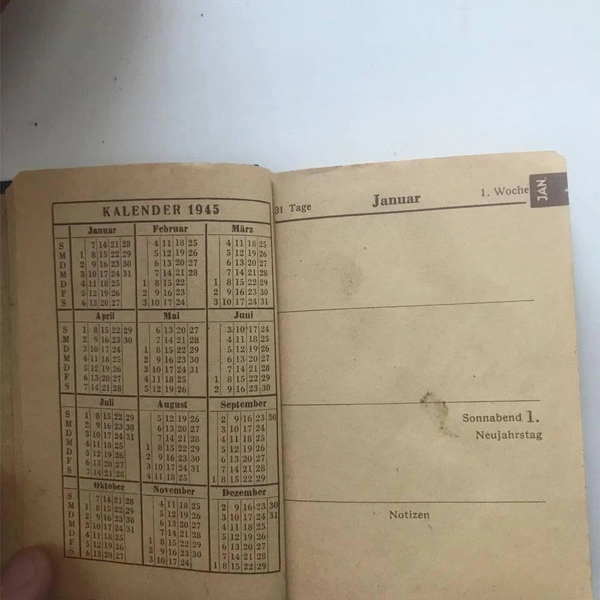 KALENDER 1945
Januar Februar März
S 7 14 21 28 4 11 18 25 4 11 18 25
M 1 8 15 22 29 5 12 19 26 5 12 19 26
D 2 9 16 23 30 6 13 20 27 6 13 20 27
M 3 10 17 24 31 7 14 21 28 7 14 21 28
D 4 11 18 25 1 8 15 22 1 8 15 22 29
F 5 12 19 26 2 9 16 23 2 9 16 23 30
S 6 13 20 27 3 10 17 24 3 10 17 24 31
April Mai Juni
S 1 8 15 22 29 6 13 20 27 3 10 17 24
M 2 9 16 23 30 7 14 21 28 4 11 18 25
D 3 10 17 24 1 8 15 22 29 5 12 19 26
M 4 11 18 25 2 9 16 23 30 6 13 20 27
D 5 12 19 26 3 10 17 24 31 7 14 21 28
F 6 13 20 27 4 11 18 25 1 8 15 22 29
S 7 14 21 28 5 12 19 26 2 9 16 23 30
Juli August September
S 1 8 15 22 29 5 12 19 26 2 9 16 23 30
M 2 9 16 23 30 6 13 20 27 3 10 17 24
D 3 10 17 24 31 7 14 21 28 4 11 18 25
M 4 11 18 25 1 8 15 22 29 5 12 19 26
D 5 12 19 26 2 9 16 23 30 6 13 20 27
F 6 13 20 27 3 10 17 24 31 7 14 21 28
S 7 14 21 28 4 11 18 25 1 8 15 22 29
Oktober November Dezember
S 7 14 21 28 4 11 18 25 2 9 16 23 30
M 1 8 15 22 29 5 12 19 26 3 10 17 24 31
D 2 9 16 23 30 6 13 20 27 4 11 18 25
M 3 10 17 24 31 7 14 21 28 5 12 19 26
D 4 11 18 25 1 8 15 22 29 6 13 20 27
F 5 12 19 26 2 9 16 23 30 7 14 21 28
S 6 13 20 27 3 10 17 24 1 8 15 22 29
31 Tage Januar 1. Woche
JAN.
Sonnabend 1.
Neujahrstag
Notizen